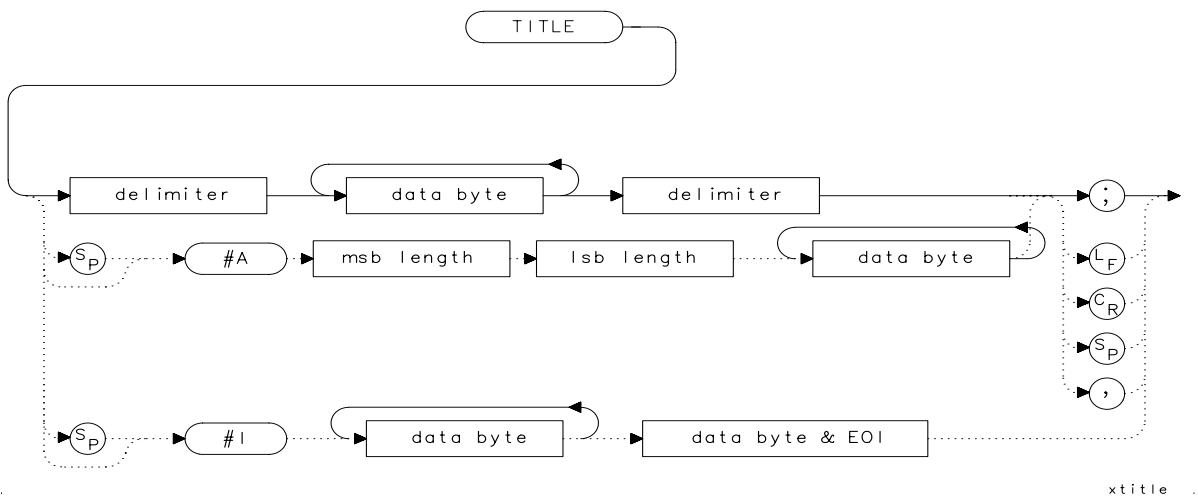 TITLE
delimiter data byte delimiter ;
SP #A msb length lsb length data byte LF
CR
SP
,
SP #I data byte data byte & EOI
xtitle